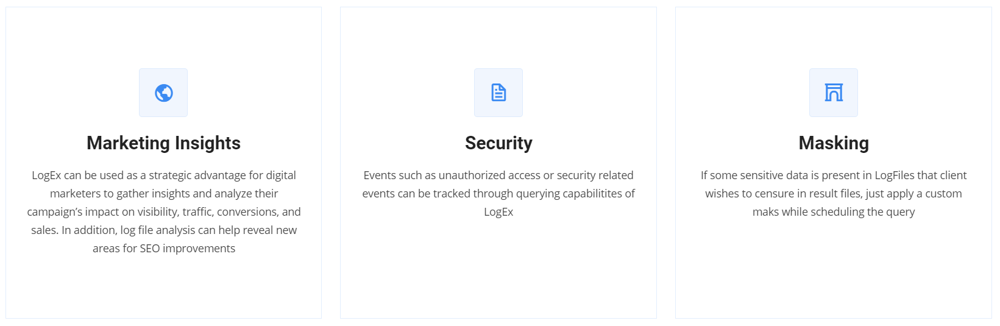 Marketing Insights
LogEx can be used as a strategic advantage for digital
marketers to gather insights and analyze their
campaign’s impact on visibility, traffic, conversions, and
sales. In addition, log file analysis can help reveal new
areas for SEO improvements
Security
Events such as unauthorized access or security related
events can be tracked through querying capabilitites of
LogEx
Masking
If some sensitive data is present in LogFiles that client
wishes to censure in result files, just apply a custom
maks while scheduling the query